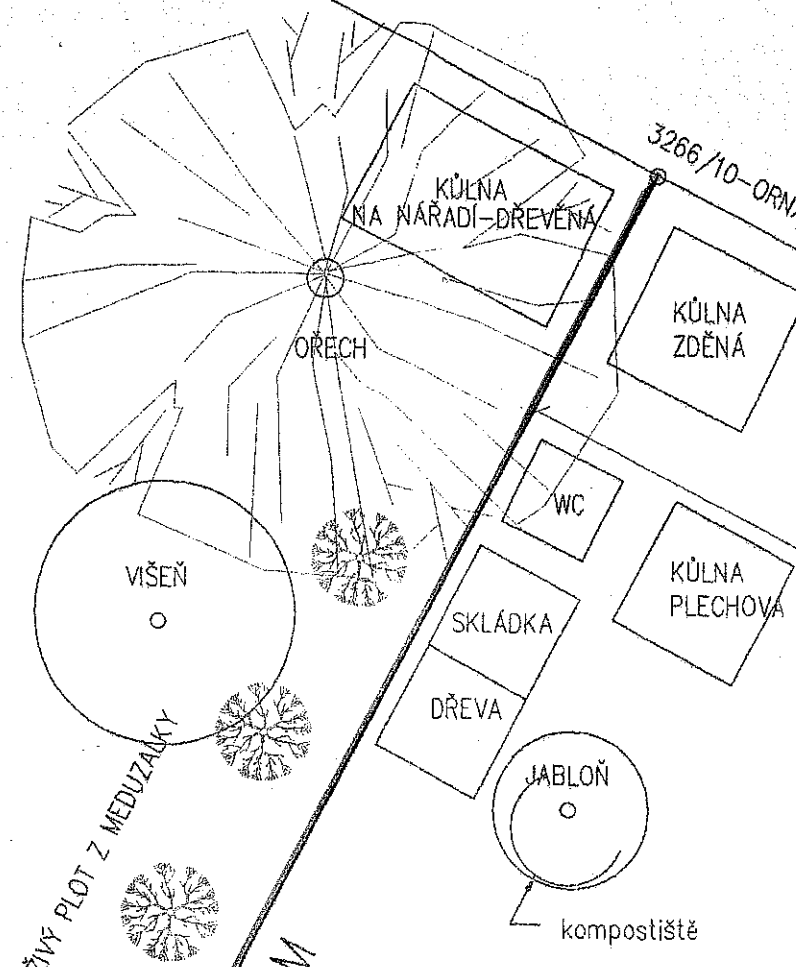 3266/10-ORN
KŮLNA
NA NÁŘADÍ-DŘEVĚNÁ
KŮLNA
ZDĚNÁ
OŘECH
WC
VIŠEŇ
KŮLNA
PLECHOVÁ
SKLÁDKA
DŘEVA
JABLOŇ
ŽIVÝ PLOT Z MEDUZALKY
kompostiště
M